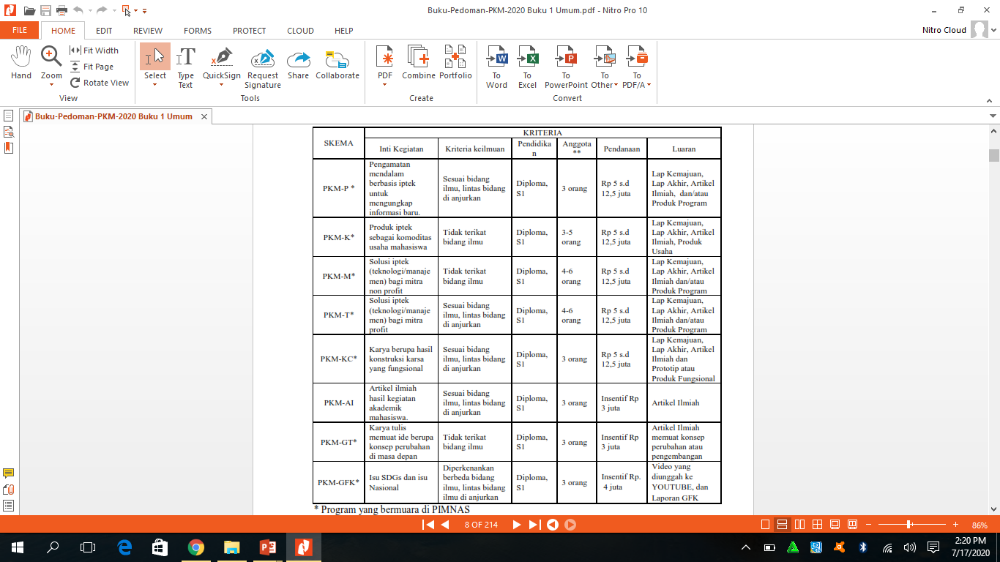 Buku-Pedoman-PKM-2020 Buku 1 Umum.pdf - Nitro Pro 10
FILE HOME EDIT REVIEW FORMS PROTECT CLOUD HELP
Nitro Cloud
Hand
Zoom
Fit Width
Fit Page
Rotate View
Select
Type
Text
QuickSign
Request
Signature
Share
Collaborate
PDF
Combine
Portfolio
To
Word
To
Excel
To
PowerPoint
To
Other
To
PDF/A
View
Tools
Create
Convert
Buku-Pedoman-PKM-2020 Buku 1 Umum
SKEMA
KRITERIA
Inti Kegiatan
Kriteria keilmuan
Pendidika
n
Anggota
**
Pendanaan
Luaran
PKM-P *
Pengamatan
mendalam
berbasis iptek
untuk
mengungkap
informasi baru.
Sesuai bidang
ilmu, lintas bidang
di anjurkan
Diploma,
S1
3 orang
Rp 5 s.d
12,5 juta
Lap Kemajuan,
Lap Akhir, Artikel
Ilmiah, dan/atau
Produk Program
PKM-K*
Produk iptek
sebagai komoditas
usaha mahasiswa
Tidak terikat
bidang ilmu
Diploma,
S1
3-5
orang
Rp 5 s.d
12,5 juta
Lap Kemajuan,
Lap Akhir, Artikel
Ilmiah, Produk
Usaha
PKM-M*
Solusi iptek
(teknologi/manaje
men) bagi mitra
non profit
Tidak terikat
bidang ilmu
Diploma,
S1
4-6
orang
Rp 5 s.d
12,5 juta
Lap Kemajuan,
Lap Akhir, Artikel
Ilmiah dan/atau
Produk Program
PKM-T*
Solusi iptek
(teknologi/manaje
men) bagi mitra
profit
Sesuai bidang
ilmu, lintas bidang
di anjurkan
Diploma,
S1
4-6
orang
Rp 5 s.d
12,5 juta
Lap Kemajuan,
Lap Akhir, Artikel
Ilmiah dan/atau
Produk Program
PKM-KC*
Karya berupa hasil
konstruksi karsa
yang fungsional
Sesuai bidang
ilmu, lintas bidang
di anjurkan
Diploma,
S1
3 orang
Rp 5 s.d
12,5 juta
Lap Kemajuan,
Lap Akhir, Artikel
Ilmiah dan
Prototip atau
Produk Fungsional
PKM-AI
Artikel ilmiah
hasil kegiatan
akademik
mahasiswa.
Sesuai bidang
ilmu, lintas bidang
di anjurkan
Diploma,
S1
3 orang
Insentif Rp
3 juta
Artikel Ilmiah
PKM-GT*
Karya tulis
memuat ide berupa
konsep perubahan
di masa depan
Tidak terikat
bidang ilmu
Diploma,
S1
3 orang
Insentif Rp
3 juta
Artikel Ilmiah
memuat konsep
perubahan atau
pengembangan
PKM-GFK*
Isu SDGs dan isu
Nasional
Diperkenankan
berbeda bidang
ilmu, lintas bidang
ilmu di anjurkan
Diploma,
S1
3 orang
Insentif Rp.
4 juta
Video yang
diunggah ke
YOUTUBE, dan
Laporan GFK
* Program yang bermuara di PIMNAS
8 OF 214
86%
2:20 PM
7/17/2020